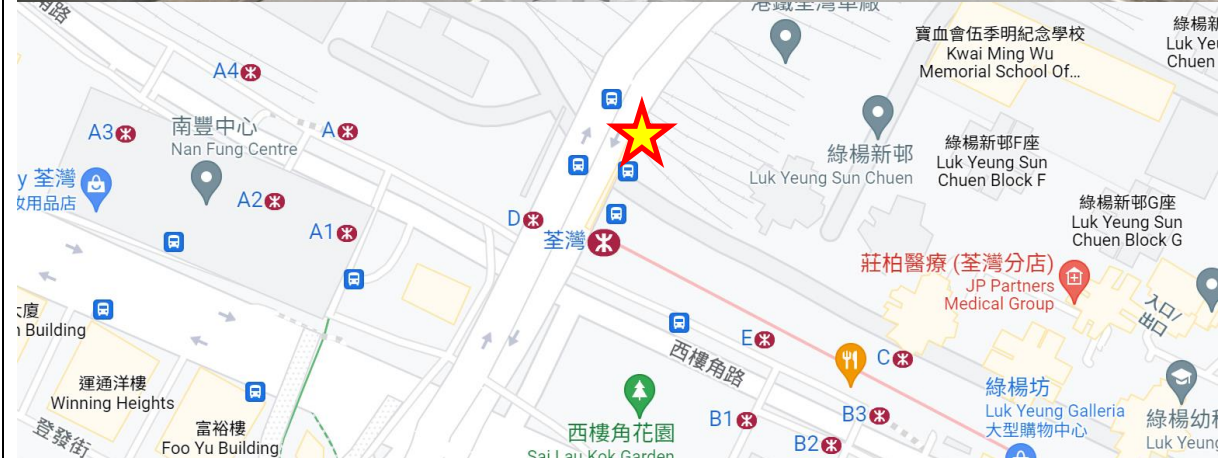 港鐵荃灣車廠
寶血會伍季明紀念學校
Kwai Ming Wu
Memorial School Of...
綠楊新
Luk Yeu
Chuen
A4
A3
南豐中心
Nan Fung Centre
A
y 荃灣
妝用品店
A2
A1
D
荃灣
綠楊新邨
Luk Yeung Sun Chuen
綠楊新邨F座
Luk Yeung Sun
Chuen Block F
綠楊新邨G座
Luk Yeung Sun
Chuen Block G
莊柏醫療 (荃灣分店)
JP Partners
Medical Group
入口/
出口
大廈
n Building
E
西樓角路
C
運通洋樓
Winning Heights
登發街
富裕樓
Foo Yu Building
西樓角花園
Sai Lau Kok Garden
B1
B2
B3
綠楊坊
Luk Yeung Galleria
大型購物中心
綠楊幼
Luk Yeung